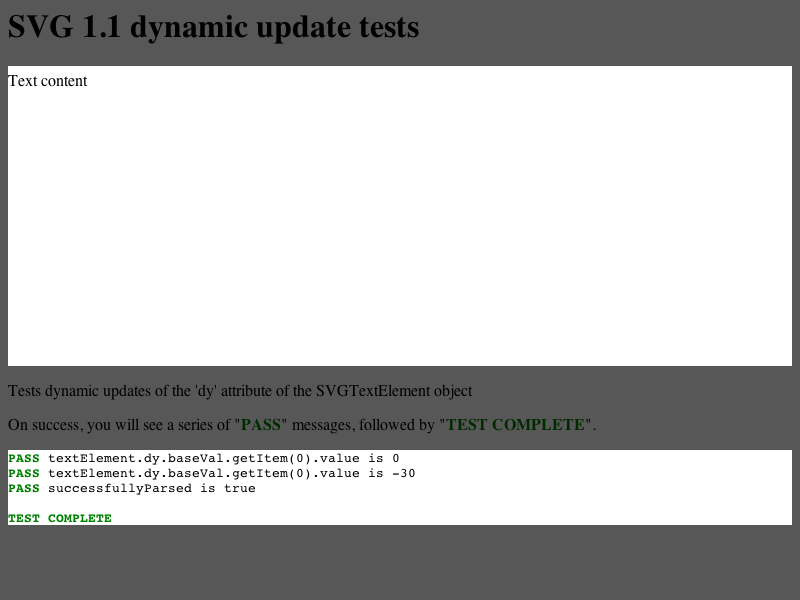 SVG 1.1 dynamic update tests
Text content
Tests dynamic updates of the 'dy' attribute of the SVGTextElement object
On success, you will see a series of "PASS" messages, followed by "TEST COMPLETE".
PASS textElement.dy.baseVal.getItem(0).value is 0
PASS textElement.dy.baseVal.getItem(0).value is -30
PASS successfullyParsed is true
TEST COMPLETE